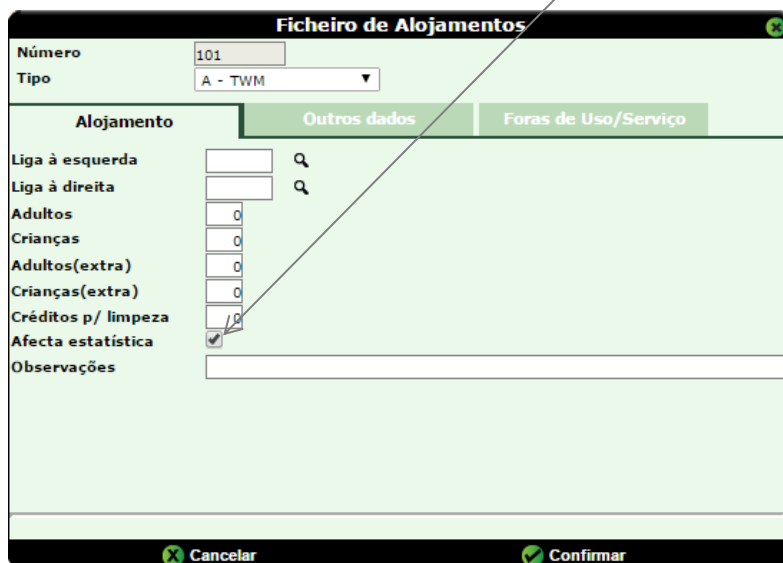 Ficheiro de Alojamentos
Número 101
Tipo A - TWM
Alojamento Outros dados Foras de Uso/Serviço
Liga à esquerda
Liga à direita
Adultos 0
Crianças 0
Adultos(extra) 0
Crianças(extra) 0
Créditos p/ limpeza 0
Afecta estatística
Observações
Cancelar Confirmar